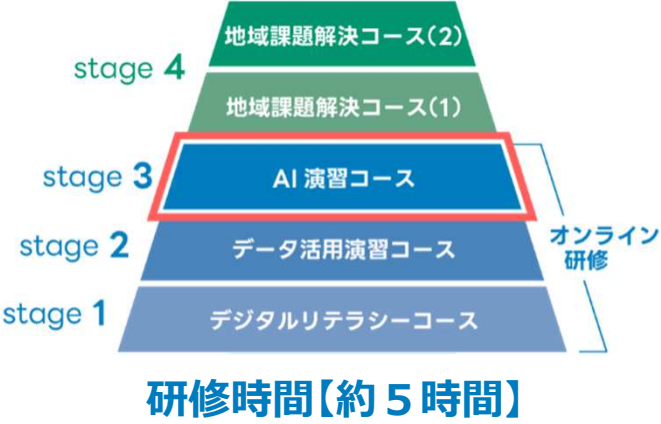 地域課題解決コース(2)
stage 4
地域課題解決コース(1)
stage 3
AI 演習コース
stage 2
データ活用演習コース
オンライン
研修
stage 1
デジタルリテラシーコース
研修時間【約5時間】